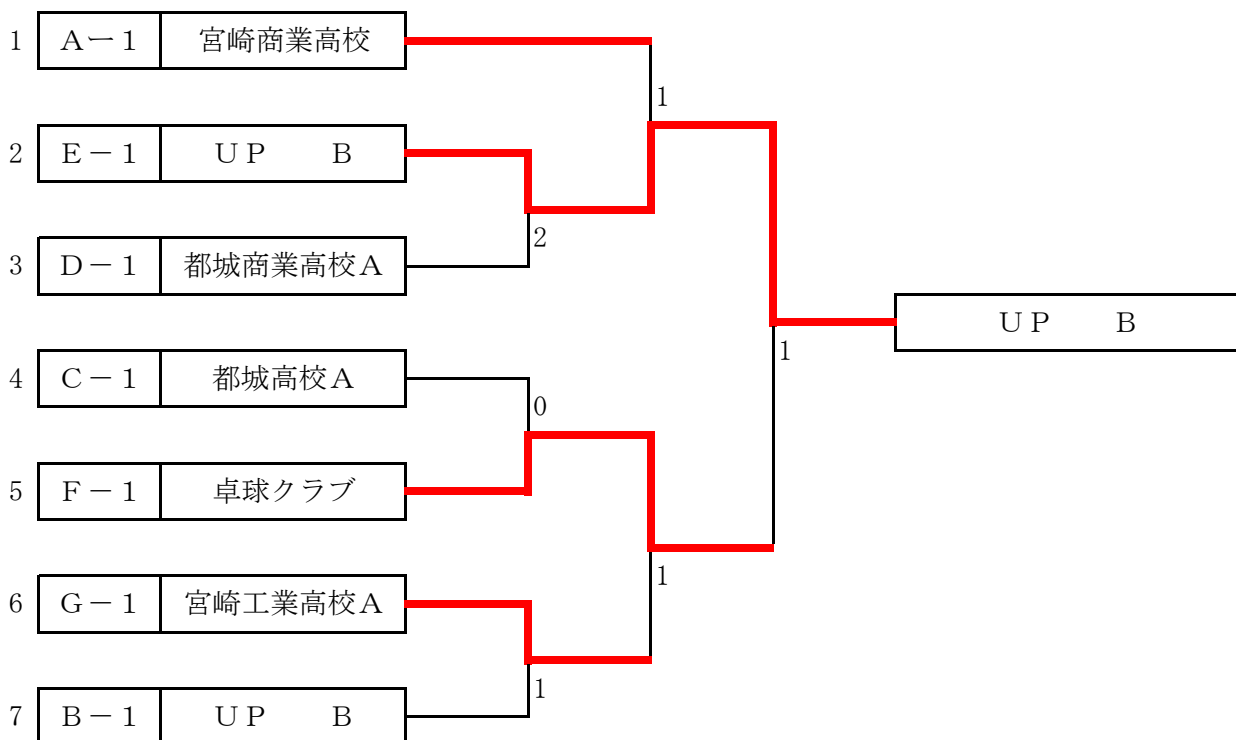 1 Aー1 宮崎商業高校
1
2 E－1 UP B
2
3 D－1 都城商業高校A
UP B
1
4 C－1 都城高校A
0
5 F－1 卓球クラブ
1
6 G－1 宮崎工業高校A
1
7 B－1 UP B